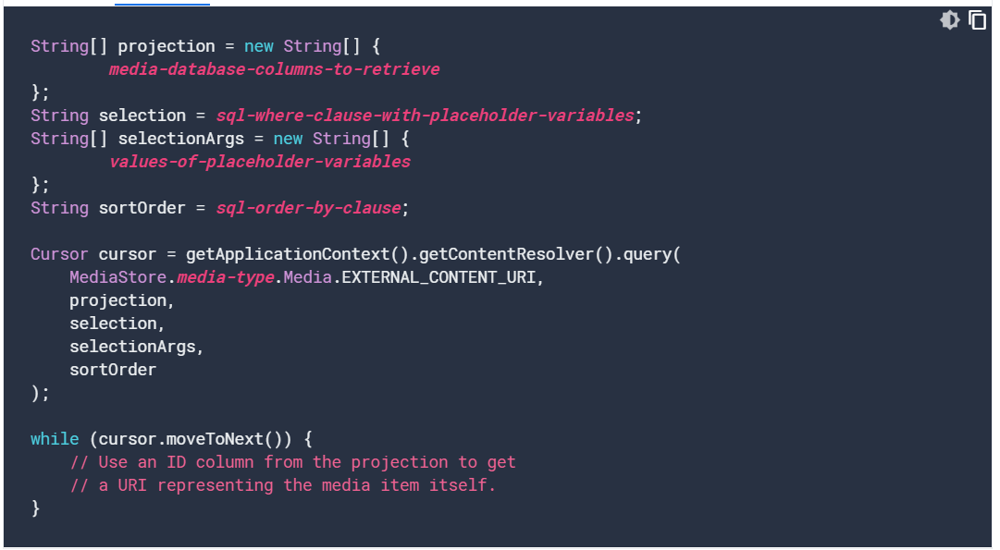 String[] projection = new String[] {
        media-database-columns-to-retrieve
};
String selection = sql-where-clause-with-placeholder-variables;
String[] selectionArgs = new String[] {
        values-of-placeholder-variables
};
String sortOrder = sql-order-by-clause;

Cursor cursor = getApplicationContext().getContentResolver().query(
    MediaStore.media-type.Media.EXTERNAL_CONTENT_URI,
    projection,
    selection,
    selectionArgs,
    sortOrder
);

while (cursor.moveToNext()) {
    // Use an ID column from the projection to get
    // a URI representing the media item itself.
}